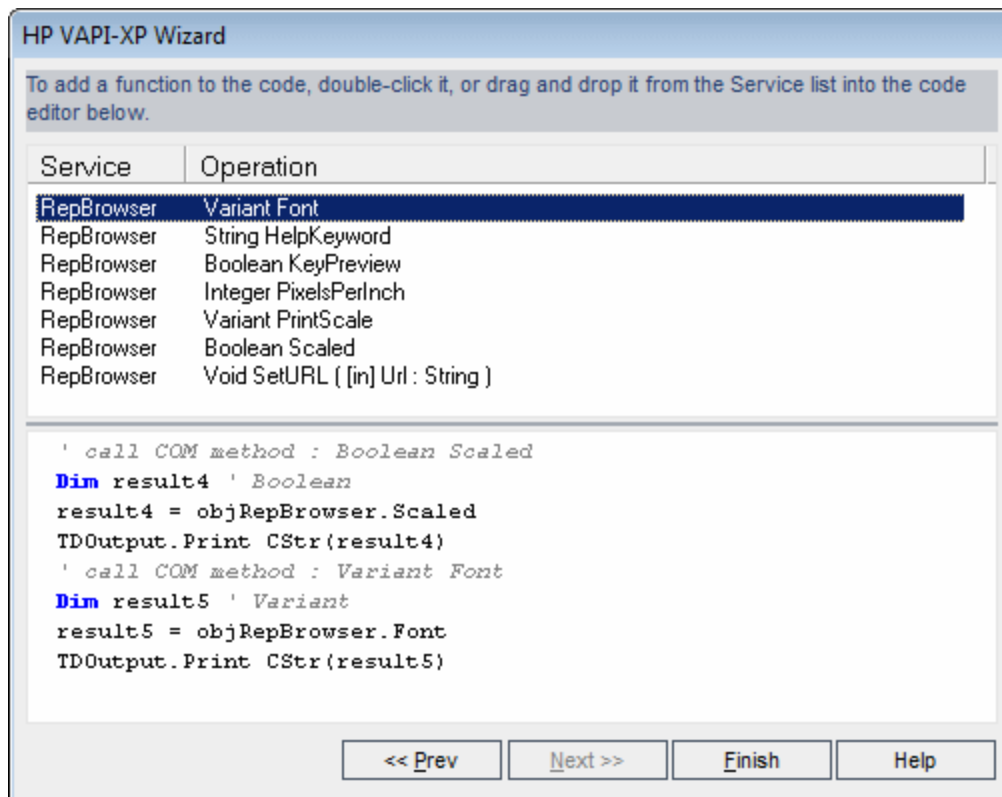 HP VAPI-XP Wizard
To add a function to the code, double-click it, or drag and drop it from the Service list into the code
editor below.
Service Operation
RepBrowser Variant Font
RepBrowser String HelpKeyword
RepBrowser Boolean KeyPreview
RepBrowser Integer PixelsPerInch
RepBrowser Variant PrintScale
RepBrowser Boolean Scaled
RepBrowser Void SetURL ( [in] Url : String )
' call COM method : Boolean Scaled
Dim result4 ' Boolean
result4 = objRepBrowser.Scaled
TDOutput.Print CStr(result4)
' call COM method : Variant Font
Dim result5 ' Variant
result5 = objRepBrowser.Font
TDOutput.Print CStr(result5)
<< Prev Next >> Finish Help